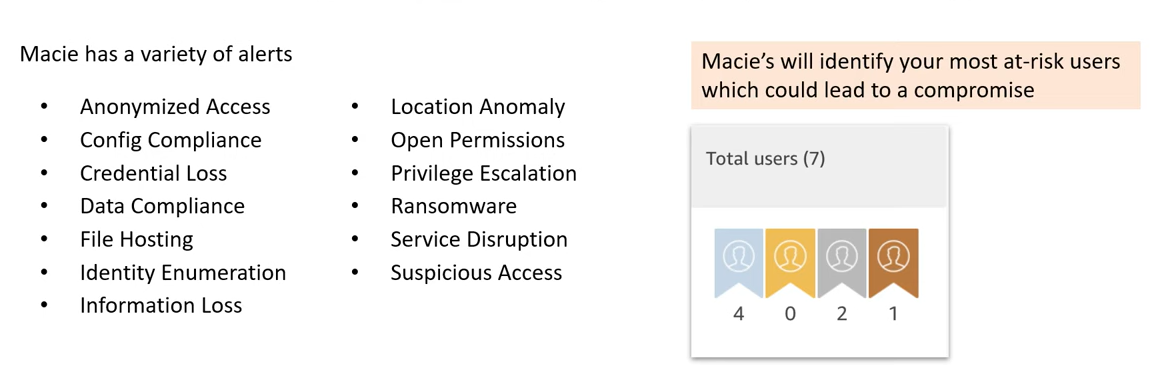 Macie has a variety of alerts
• Anonymized Access
• Config Compliance
• Credential Loss
• Data Compliance
• File Hosting
• Identity Enumeration
• Information Loss
• Location Anomaly
• Open Permissions
• Privilege Escalation
• Ransomware
• Service Disruption
• Suspicious Access
Macie’s will identify your most at-risk users
which could lead to a compromise
Total users (7)
4 0 2 1